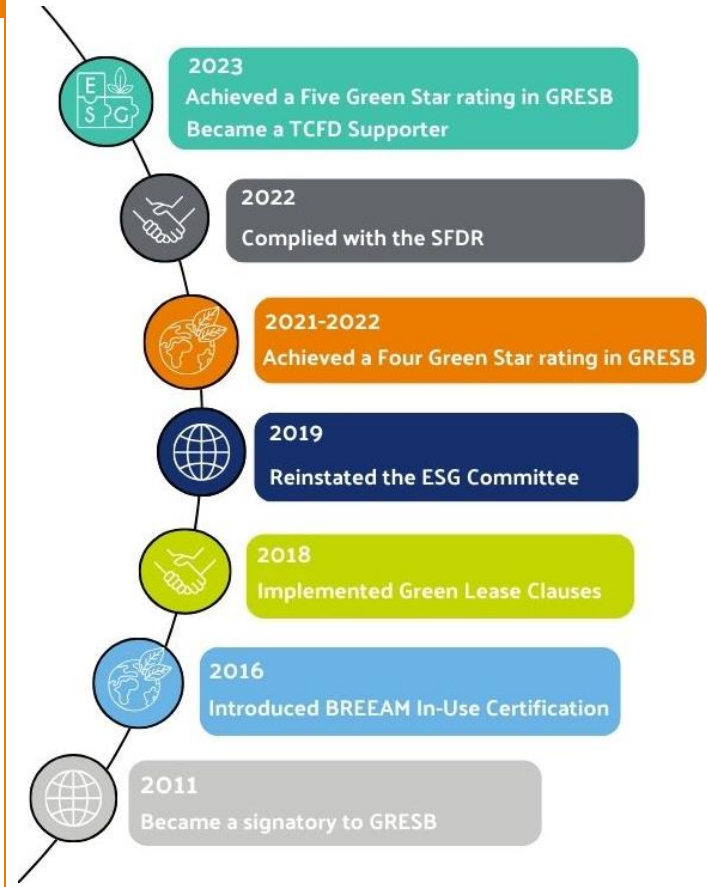 E
S G
2023
Achieved a Five Green Star rating in GRESB
Became a TCFD Supporter
2022
Complied with the SFDR
2021-2022
Achieved a Four Green Star rating in GRESB
2019
Reinstated the ESG Committee
2018
Implemented Green Lease Clauses
2016
Introduced BREEAM In-Use Certification
2011
Became a signatory to GRESB